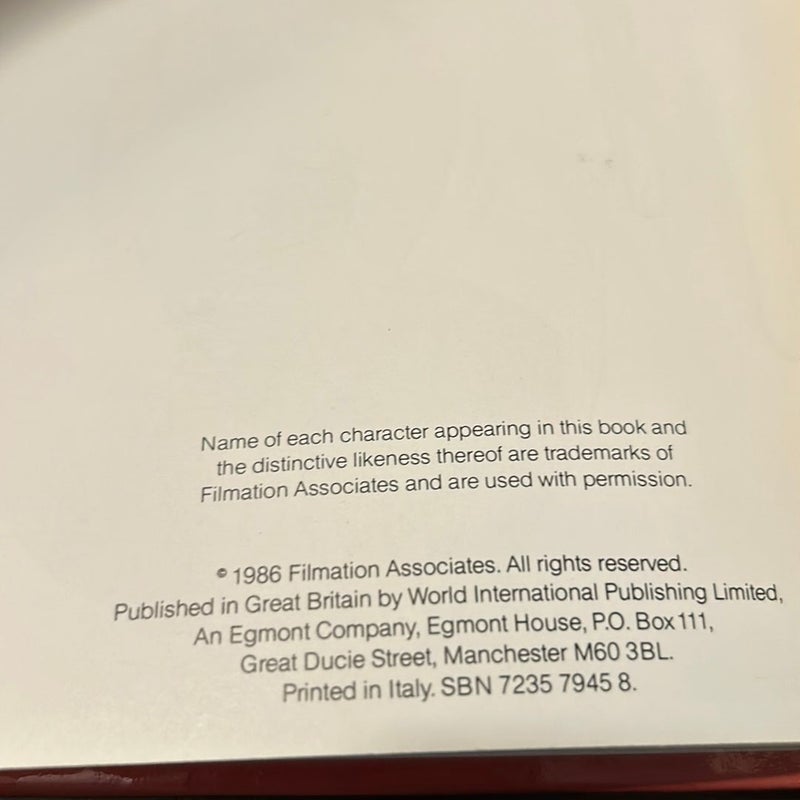 Name of each character appearing in this book and
the distinctive likeness thereof are trademarks of
Filmation Associates and are used with permission.
© 1986 Filmation Associates. All rights reserved.
Published in Great Britain by World International Publishing Limited,
An Egmont Company, Egmont House, P.O. Box 111,
Great Ducie Street, Manchester M60 3BL.
Printed in Italy. SBN 7235 7945 8.